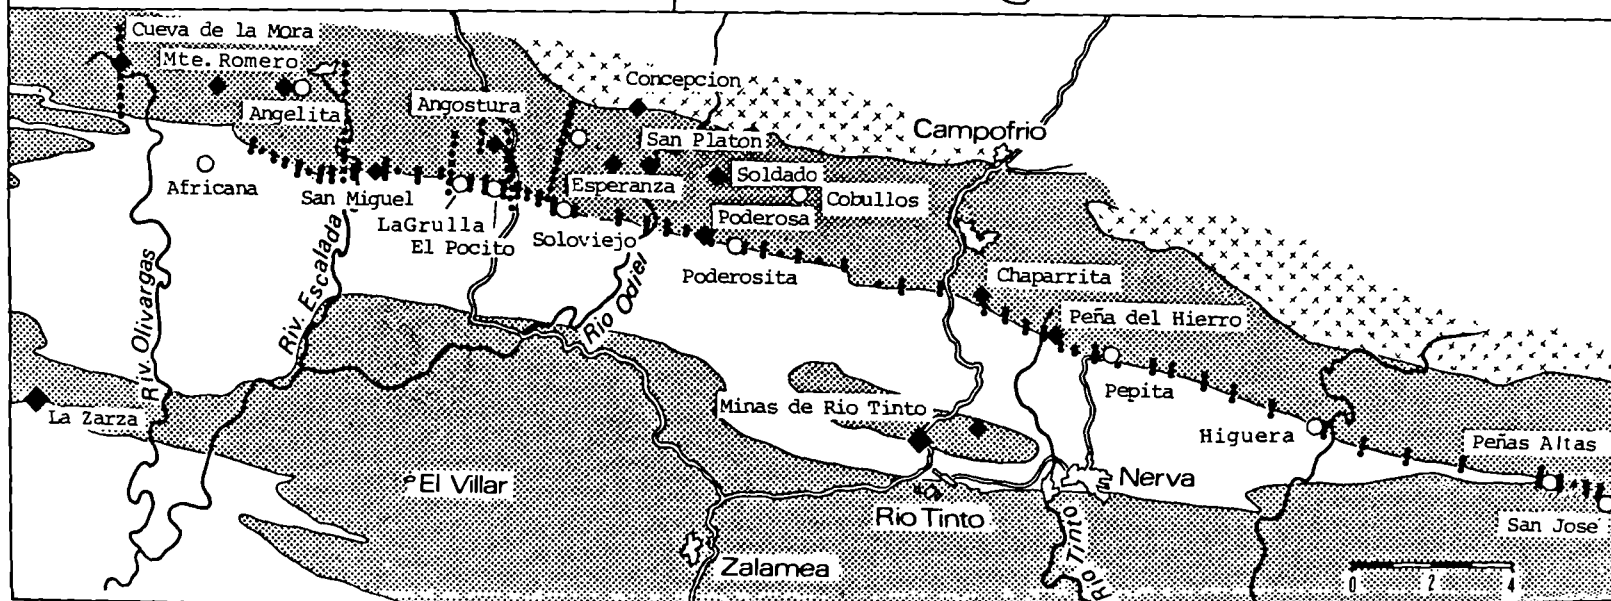 Cueva de la Mora
Mte. Romero
Angelita
Angostura
Concepcion
San Platon
Campofrio
Africana
San Miguel
Esperanza
Soldado
Cobullos
LaGrulla
El Pocito
Soloviejo
Poderosa
Poderosita
Riv. Olivargas
Riv. Escalada
Rio Odiel
Chaparrita
Peña del Hierro
Pepita
La Zarza
Minas de Rio Tinto
Higuera
Peñas Altas
El Villar
Nerva
Rio Tinto
San Jose
Zalamea
Rio Tinto
0 2 4